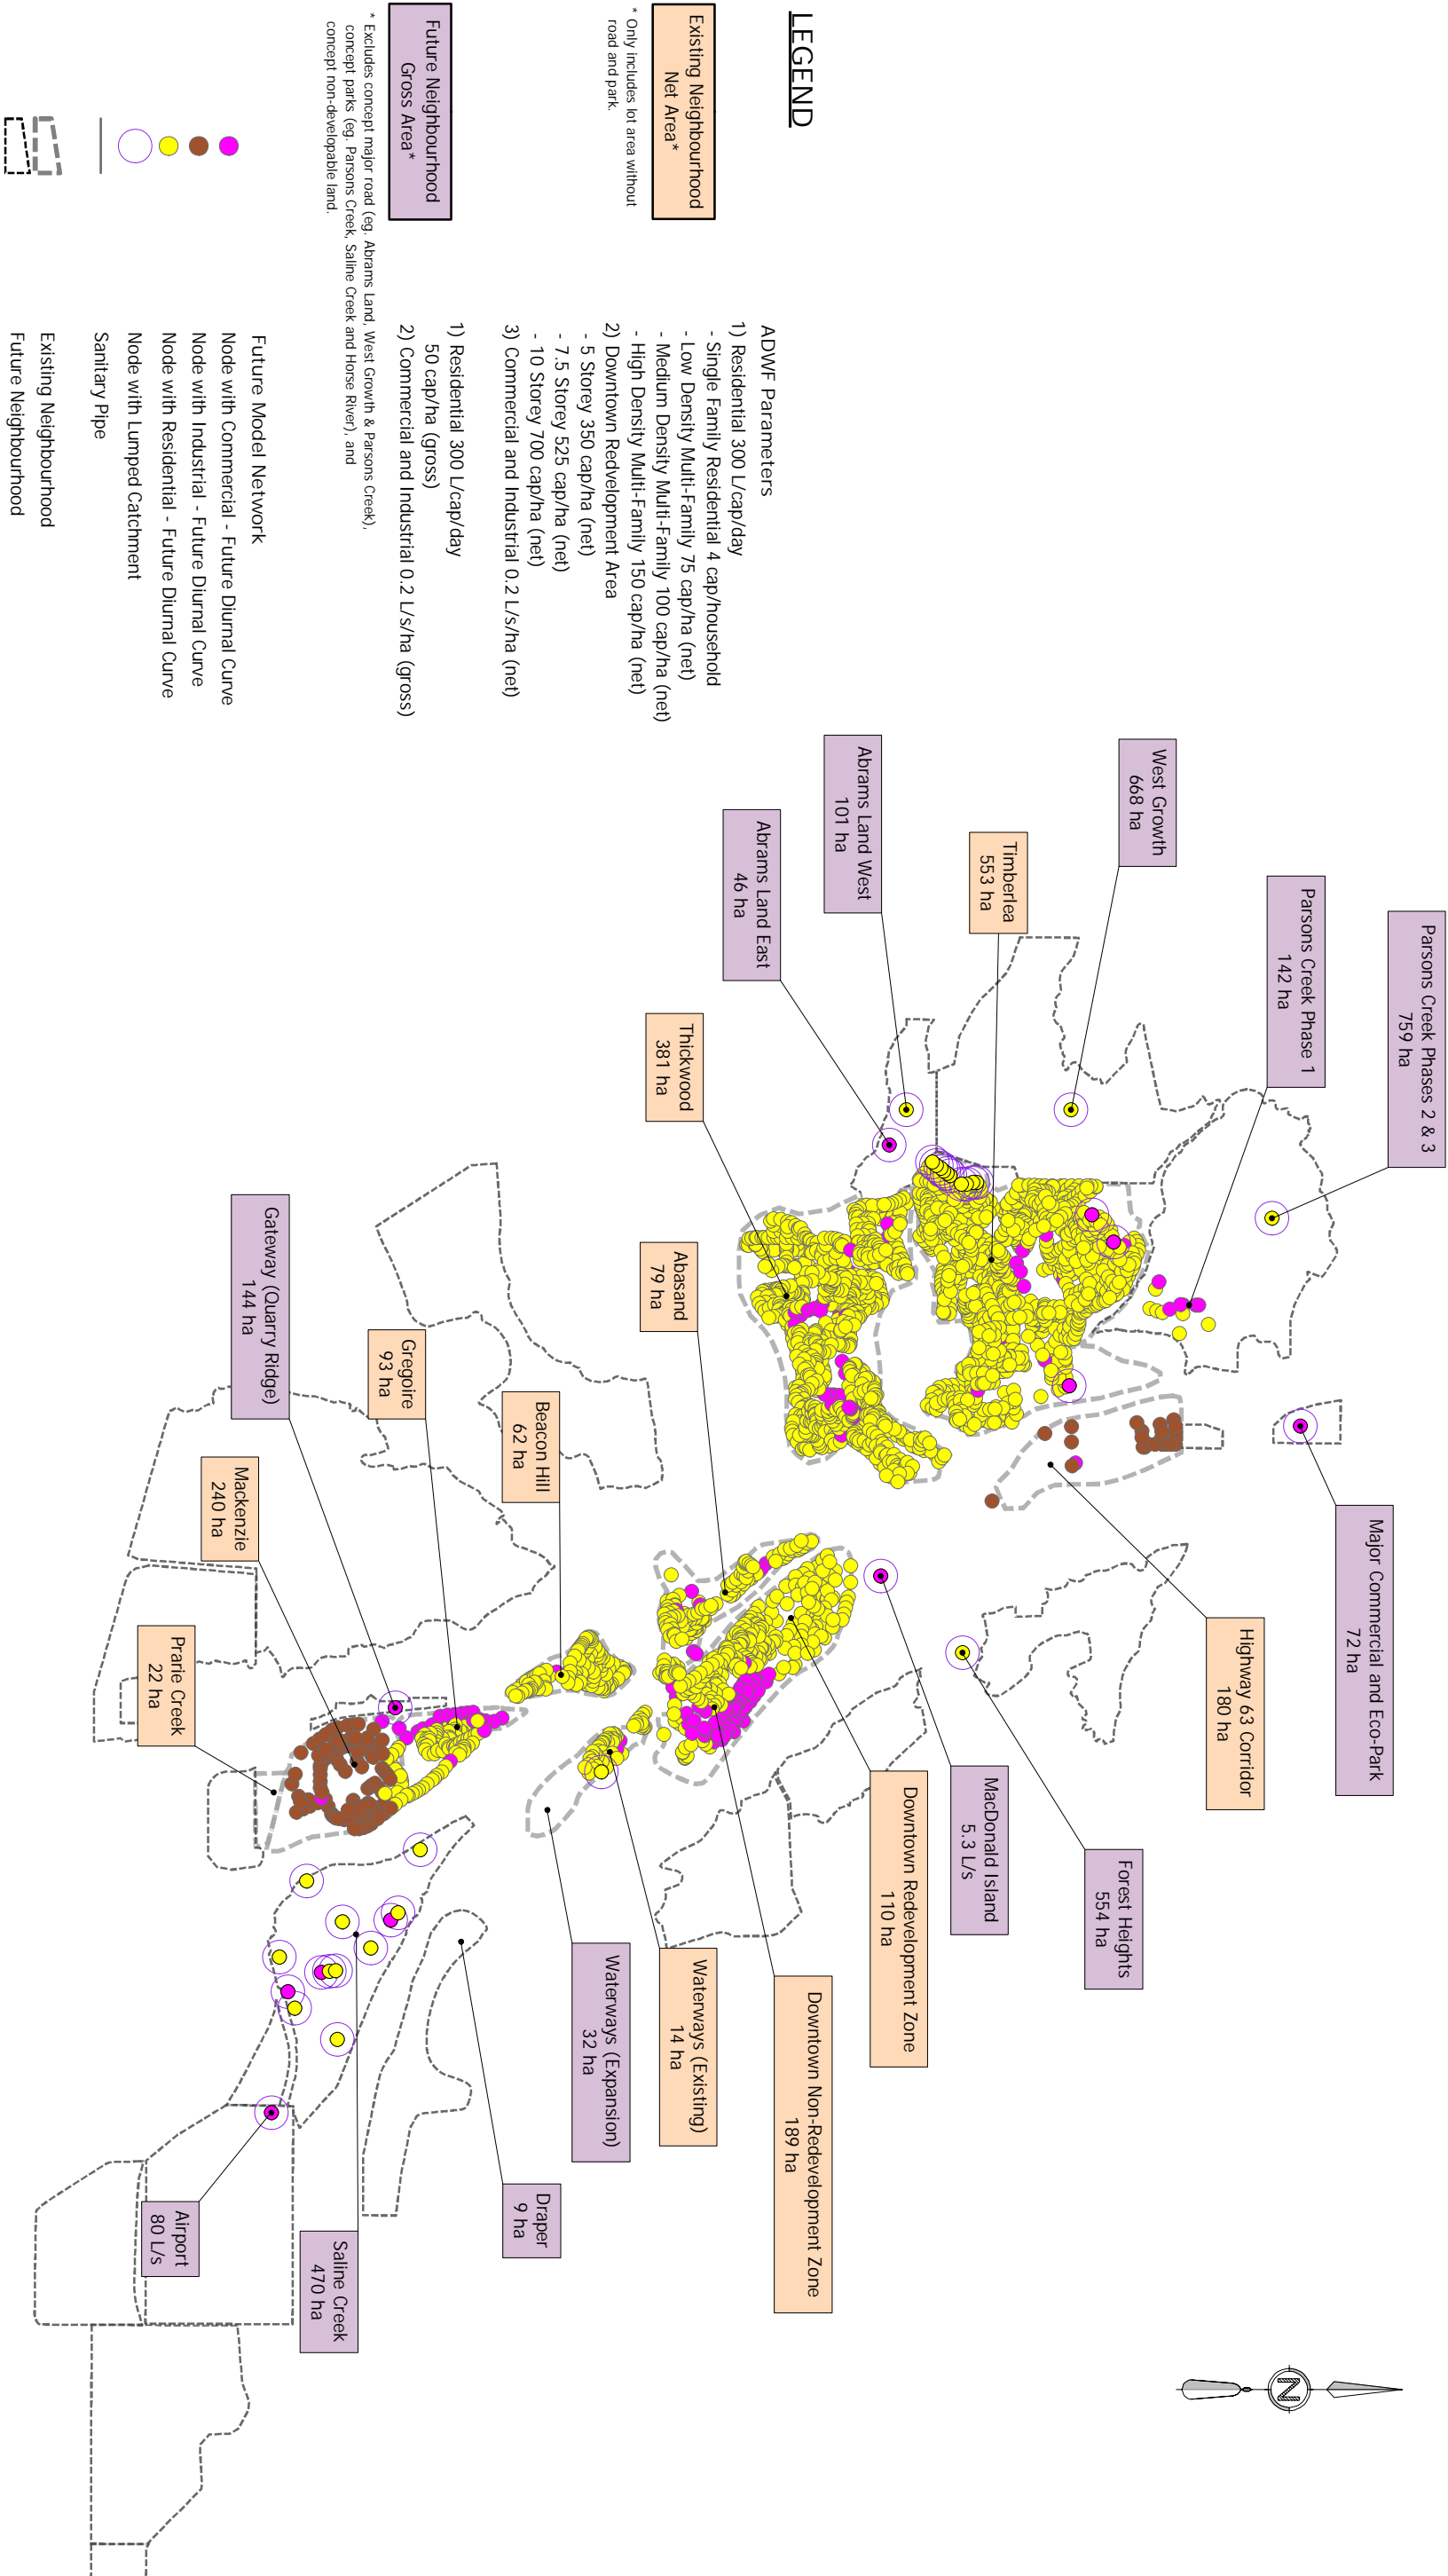 LEGEND
Existing Neighbourhood
Net Area*
* Only includes lot area without
road and park.
ADWF Parameters
1) Residential 300 L/cap/day
- Single Family Residential 4 cap/household
- Low Density Multi-Family 75 cap/ha (net)
- Medium Density Multi-Family 100 cap/ha (net)
- High Density Multi-Family 150 cap/ha (net)
2) Downtown Redvelopment Area
- 5 Storey 350 cap/ha (net)
- 7.5 Storey 525 cap/ha (net)
- 10 Storey 700 cap/ha (net)
3) Commercial and Industrial 0.2 L/s/ha (net)
Future Neighbourhood
Gross Area*
1) Residential 300 L/cap/day
50 cap/ha (gross)
2) Commercial and Industrial 0.2 L/s/ha (gross)
* Excludes concept major road (eg. Abrams Land, West Growth & Parsons Creek),
concept parks (eg. Parsons Creek, Saline Creek and Horse River), and
concept non-developable land.
Future Model Network
Node with Commercial - Future Diurnal Curve
Node with Industrial - Future Diurnal Curve
Node with Residential - Future Diurnal Curve
Node with Lumped Catchment
Sanitary Pipe
Existing Neighbourhood
Future Neighbourhood
Parsons Creek Phases 2 & 3
759 ha
Parsons Creek Phase 1
142 ha
West Growth
668 ha
Timberlea
553 ha
Abrams Land West
101 ha
Abrams Land East
46 ha
Thickwood
381 ha
Abasand
79 ha
Beacon Hill
62 ha
Gregoire
93 ha
Gateway (Quarry Ridge)
144 ha
Mackenzie
240 ha
Prarie Creek
22 ha
Major Commercial and Eco-Park
72 ha
Highway 63 Corridor
180 ha
Forest Heights
554 ha
MacDonald Island
5.3 L/s
Downtown Redevelopment Zone
110 ha
Downtown Non-Redevelopment Zone
189 ha
Waterways (Existing)
14 ha
Waterways (Expansion)
32 ha
Draper
9 ha
Saline Creek
470 ha
Airport
80 L/s
N